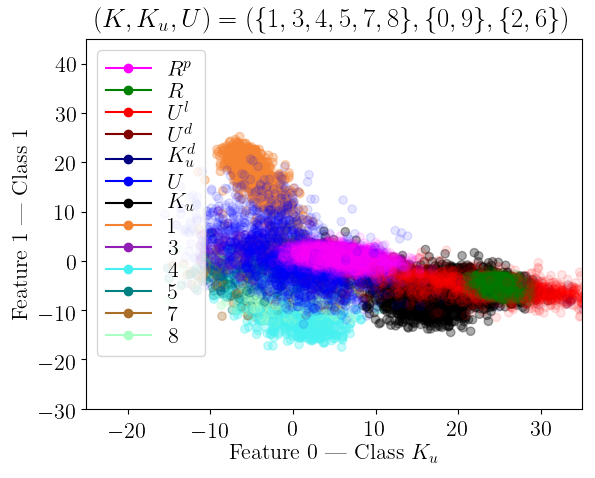 (K, K_u, U) = ({1, 3, 4, 5, 7, 8}, {0, 9}, {2, 6})
40
30
20
10
0
−10
−20
−30
Feature 1 — Class 1
R^p
R
U^l
U^d
K_u^d
U
K_u
1
3
4
5
7
8
−20 −10 0 10 20 30
Feature 0 — Class K_u